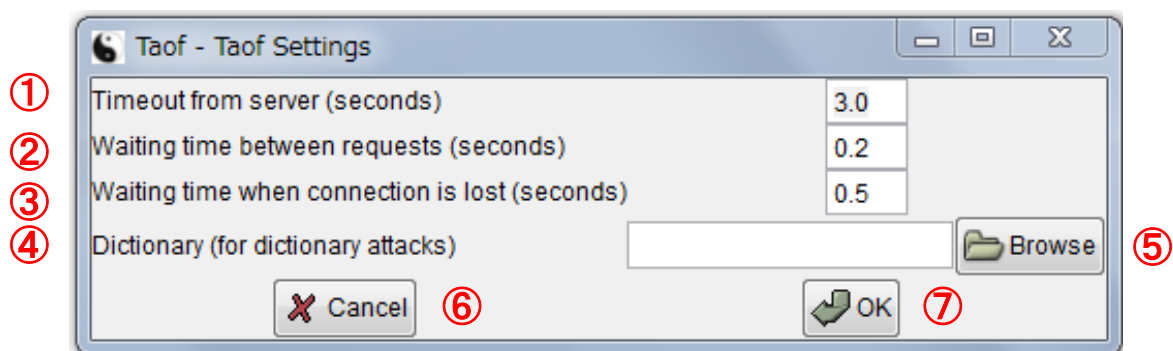 Taof - Taof Settings
① Timeout from server (seconds) 3.0
② Waiting time between requests (seconds) 0.2
③ Waiting time when connection is lost (seconds) 0.5
④ Dictionary (for dictionary attacks) Browse ⑤
Cancel ⑥ OK ⑦